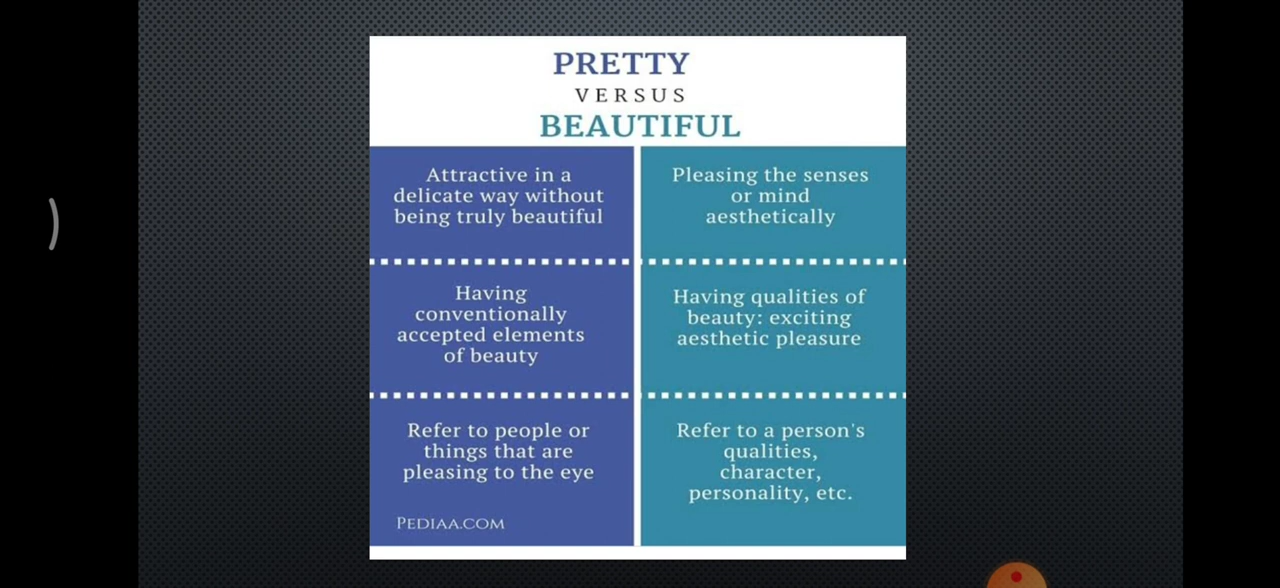 PRETTY
VERSUS
BEAUTIFUL
Attractive in a
delicate way without
being truly beautiful
Pleasing the senses
or mind
aesthetically
Having
conventionally
accepted elements
of beauty
Having qualities of
beauty: exciting
aesthetic pleasure
Refer to people or
things that are
pleasing to the eye
Refer to a person's
qualities,
character,
personality, etc.
PEDIAA.COM